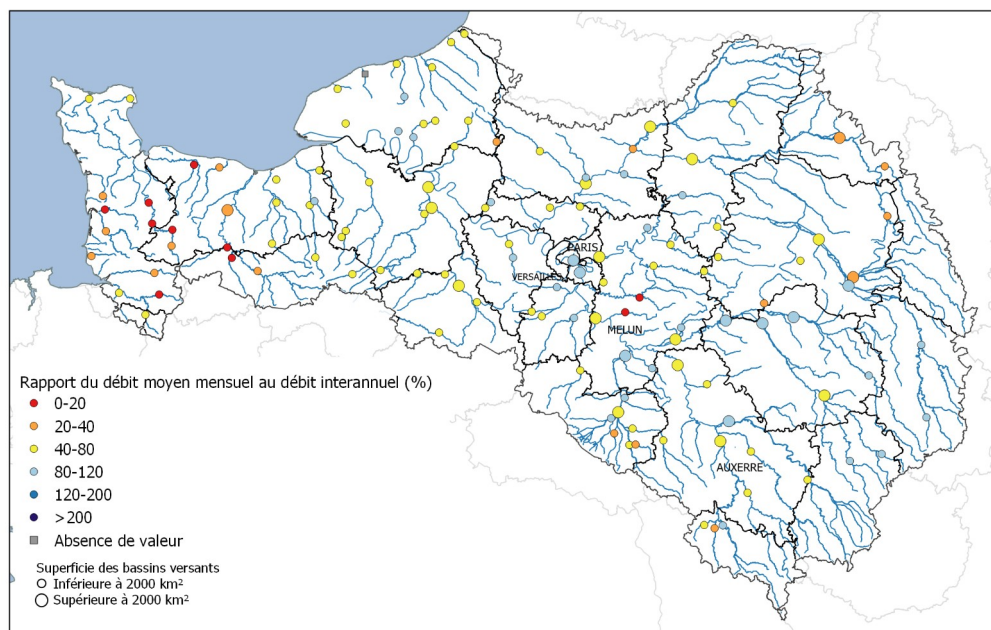 PARIS
VERSAILLES
MELUN
AUXERRE
Rapport du débit moyen mensuel au débit interannuel (%)
0-20
20-40
40-80
80-120
120-200
>200
Absence de valeur
Superficie des bassins versants
Inférieure à 2000 km²
Supérieure à 2000 km²